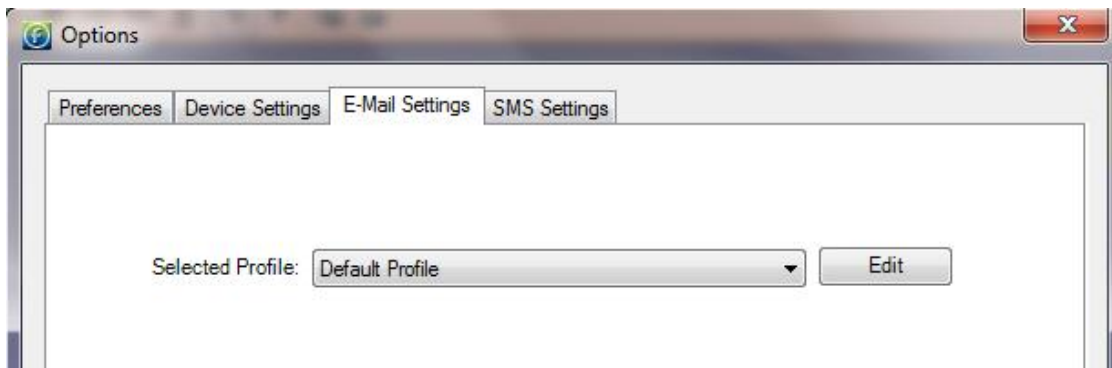 Options
Preferences Device Settings E-Mail Settings SMS Settings
Selected Profile: Default Profile Edit